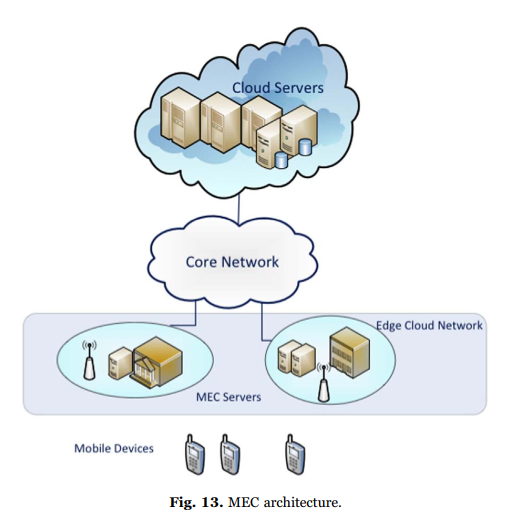 Cloud Servers
Core Network
Edge Cloud Network
MEC Servers
Mobile Devices
Fig. 13. MEC architecture.